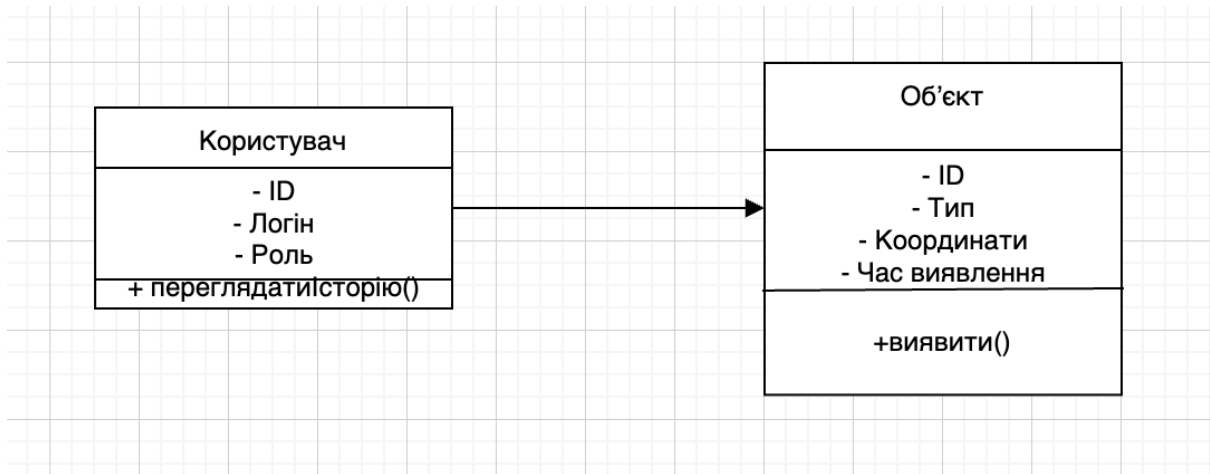 Користувач
- ID
- Логін
- Роль
+ переглядатиІсторію()
Об’єкт
- ID
- Тип
- Координати
- Час виявлення
+виявити()